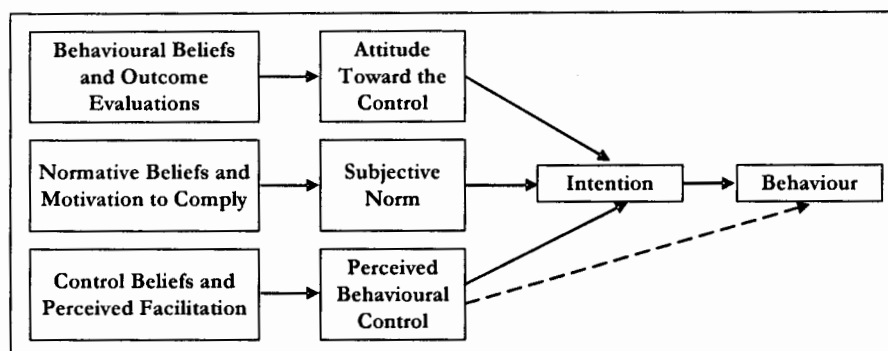 Behavioural Beliefs
and Outcome
Evaluations
Attitude
Toward the
Control
Normative Beliefs and
Motivation to Comply
Subjective
Norm
Intention
Behaviour
Control Beliefs and
Perceived Facilitation
Perceived
Behavioural
Control